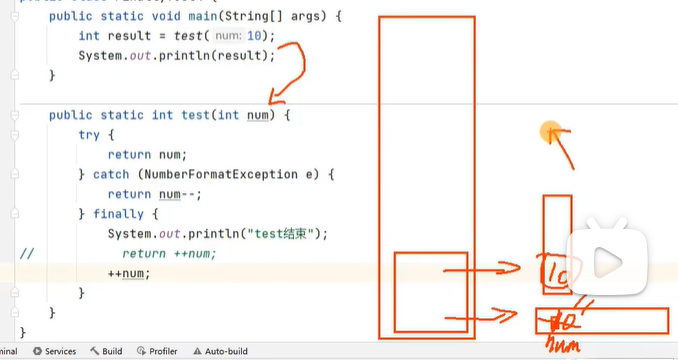 public static void main(String[] args) {
int result = test( num: 10);
System.out.println(result);
}
public static int test(int num) {
try {
return num;
} catch (NumberFormatException e) {
return num--;
} finally {
System.out.println("test结束");
// return ++num;
++num;
}
}
}
10
num
minal Services Build Profiler Auto-build